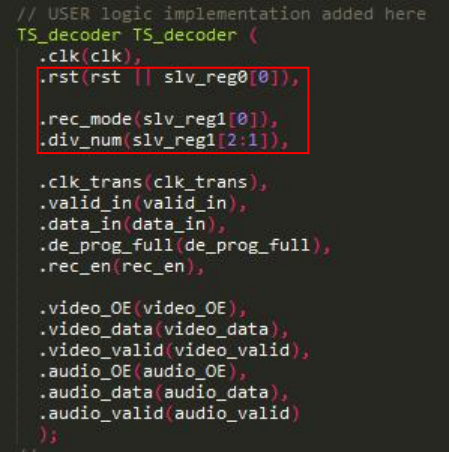 // USER logic implementation added here
TS_decoder TS_decoder (
.clk(clk),
.rst(rst || slv_reg0[0]),
.rec_mode(slv_reg1[0]),
.div_num(slv_reg1[2:1]),
.clk_trans(clk_trans),
.valid_in(valid_in),
.data_in(data_in),
.de_prog_full(de_prog_full),
.rec_en(rec_en),
.video_OE(video_OE),
.video_data(video_data),
.video_valid(video_valid),
.audio_OE(audio_OE),
.audio_data(audio_data),
.audio_valid(audio_valid)
);